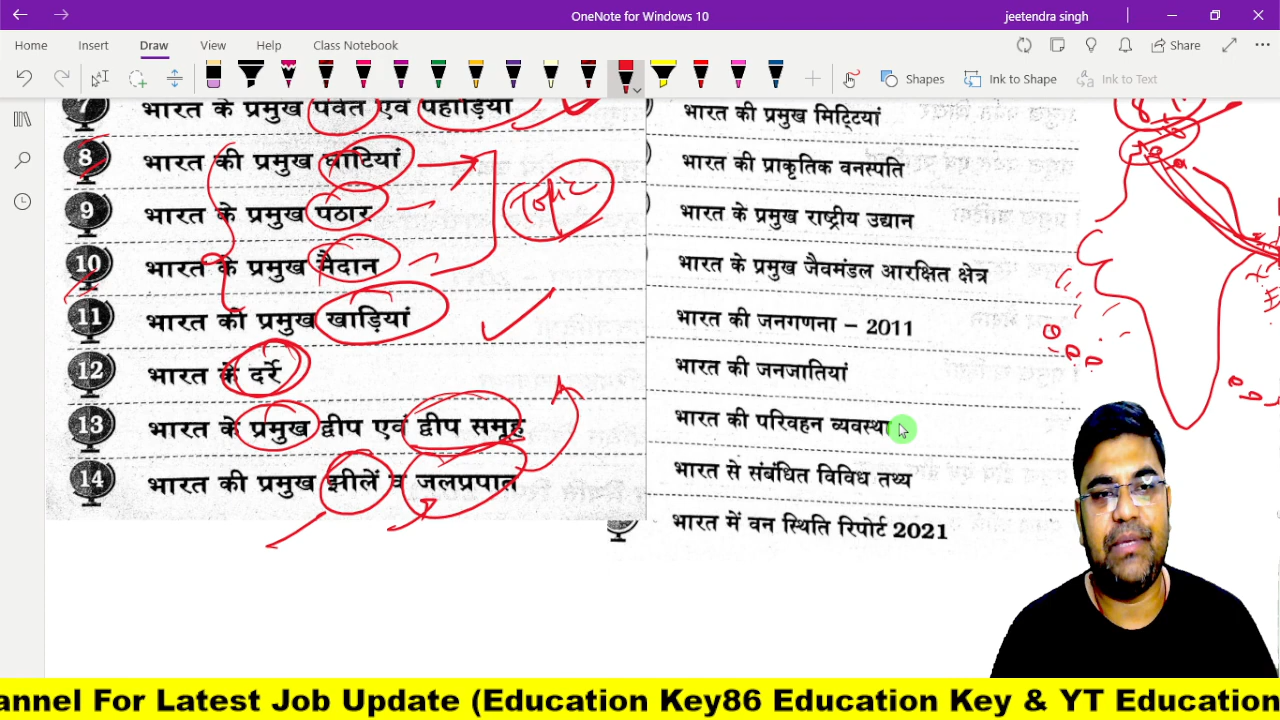 OneNote for Windows 10
jeetendra singh
Home Insert Draw View Help Class Notebook
Share
Shapes
Ink to Shape
Ink to Text
7 भारत के प्रमुख पर्वत एवं पहाड़ियां
8 भारत की प्रमुख घाटियां
9 भारत के प्रमुख पठार
10 भारत के प्रमुख मैदान
11 भारत की प्रमुख खाड़ियां
12 भारत के दर्रे
13 भारत के प्रमुख द्वीप एवं द्वीप समूह
14 भारत की प्रमुख झीलें व जलप्रपात
Topic
भारत की प्रमुख मिट्टियां
भारत की प्राकृतिक वनस्पति
भारत के प्रमुख राष्ट्रीय उद्यान
भारत के प्रमुख जैवमंडल आरक्षित क्षेत्र
भारत की जनगणना – 2011
भारत की जनजातियां
भारत की परिवहन व्यवस्था
भारत से संबंधित विविध तथ्य
भारत में वन स्थिति रिपोर्ट 2021
annel For Latest Job Update (Education Key86 Education Key & YT Education